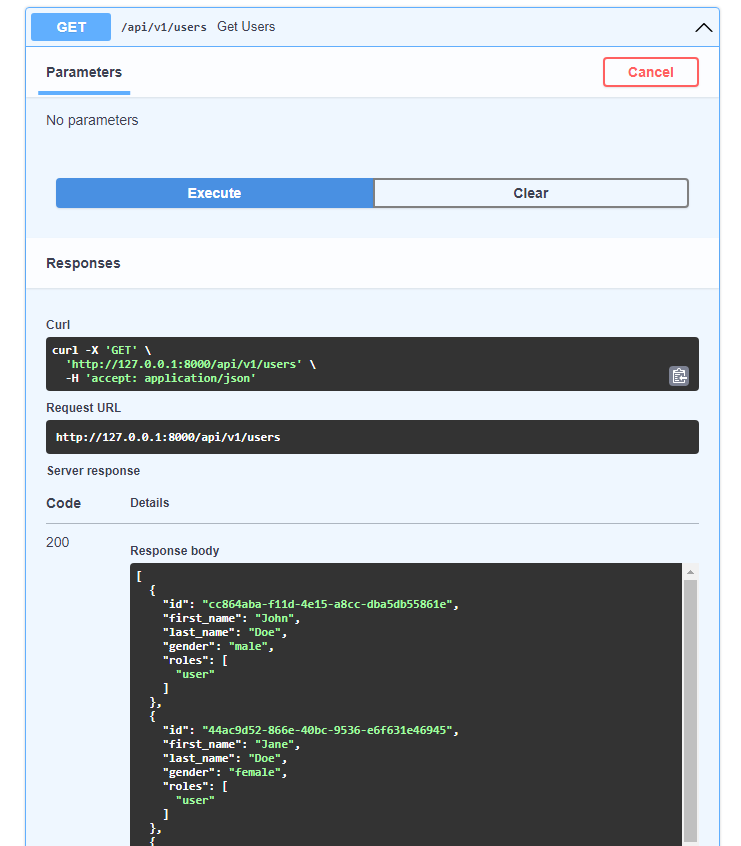 GET /api/v1/users Get Users
Parameters Cancel
No parameters
Execute Clear
Responses
Curl
curl -X 'GET' \
  'http://127.0.0.1:8000/api/v1/users' \
  -H 'accept: application/json'
Request URL
http://127.0.0.1:8000/api/v1/users
Server response
Code Details
200
Response body
[
  {
    "id": "cc864aba-f11d-4e15-a8cc-dba5db55861e",
    "first_name": "John",
    "last_name": "Doe",
    "gender": "male",
    "roles": [
      "user"
    ]
  },
  {
    "id": "44ac9d52-866e-40bc-9536-e6f631e46945",
    "first_name": "Jane",
    "last_name": "Doe",
    "gender": "female",
    "roles": [
      "user"
    ]
  },
  {